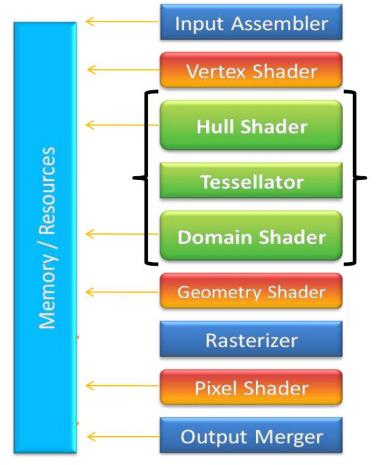 Memory / Resources
Input Assembler
Vertex Shader
Hull Shader
Tessellator
Domain Shader
Geometry Shader
Rasterizer
Pixel Shader
Output Merger